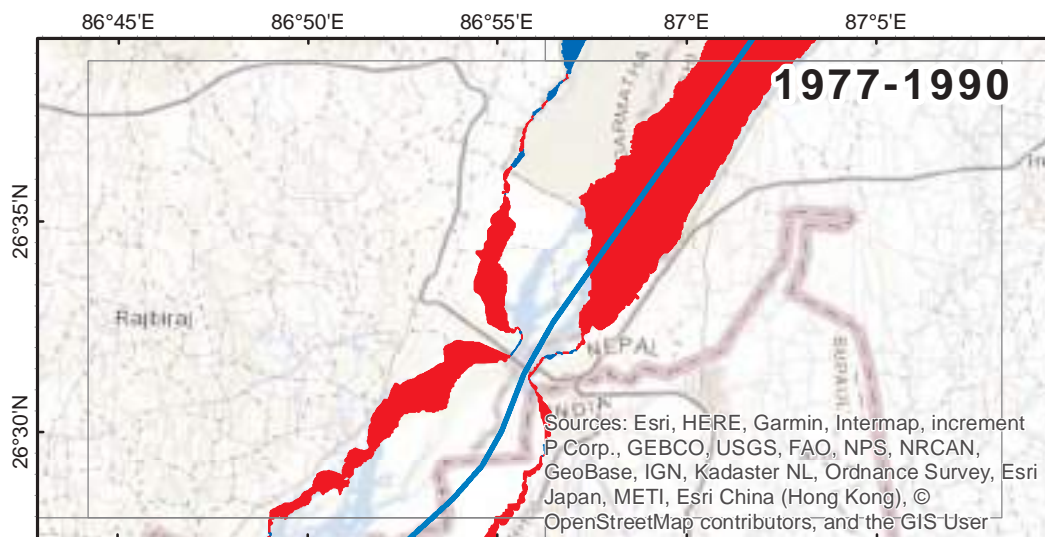 86°45'E 86°50'E 86°55'E 87°E 87°5'E
1977-1990
26°35'N
Rajbiraj
NEPAL
INDIA
SUPAUL
26°30'N
Sources: Esri, HERE, Garmin, Intermap, increment
P Corp., GEBCO, USGS, FAO, NPS, NRCAN,
GeoBase, IGN, Kadaster NL, Ordnance Survey, Esri
Japan, METI, Esri China (Hong Kong), ©
OpenStreetMap contributors, and the GIS User